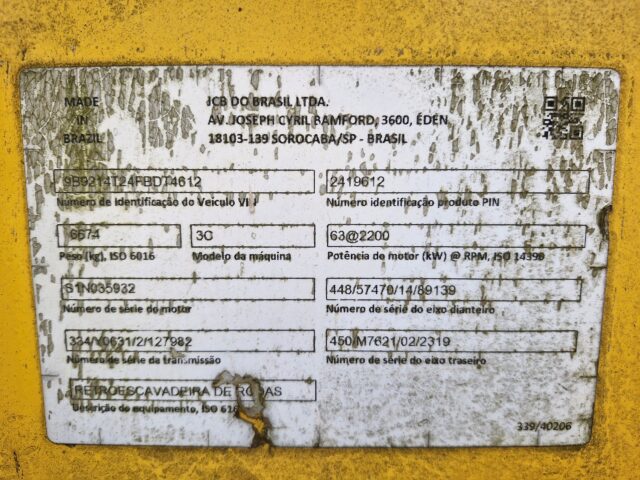 MADE
IN
BRAZIL
JCB DO BRASIL LTDA.
AV. JOSEPH CYRIL BAMFORD, 3600, ÉDEN
18103-139 SOROCABA/SP - BRASIL
9B9214T24FBDT4612
Número de Identificação do Veiculo VIN
2419612
Número identificação produto PIN
6674
Peso (kg), ISO 6016
3C
Modelo da máquina
63@2200
Potência de motor (kW) @ RPM, ISO 14396
S1N035932
Número de série do motor
448/57470/14/89139
Número de série do eixo dianteiro
334/Y0631/2/127982
Número de série da transmissão
450/M7621/02/2319
Número de série do eixo traseiro
RETROESCAVADEIRA DE RODAS
Descrição do equipamento, ISO 616
339/40206